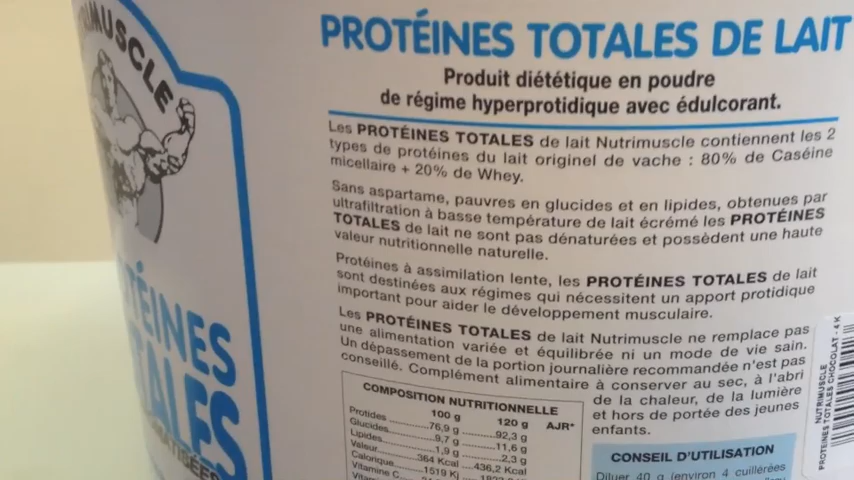 NUTRIMUSCLE
PROTÉINES
TOTALES
PROTÉINES TOTALES DE LAIT
Produit diététique en poudre
de régime hyperprotidique avec édulcorant.
Les PROTÉINES TOTALES de lait Nutrimuscle contiennent les 2
types de protéines du lait originel de vache : 80% de Caséine
micellaire + 20% de Whey.
Sans aspartame, pauvres en glucides et en lipides, obtenues par
ultrafiltration à basse température de lait écrémé les PROTÉINES
TOTALES de lait ne sont pas dénaturées et possèdent une haute
valeur nutritionnelle naturelle.
Protéines à assimilation lente, les PROTÉINES TOTALES de lait
sont destinées aux régimes qui nécessitent un apport protidique
important pour aider le développement musculaire.
Les PROTÉINES TOTALES de lait Nutrimuscle ne remplace pas
une alimentation variée et équilibrée ni un mode de vie sain.
Un dépassement de la portion journalière recommandée n'est pas
conseillé. Complément alimentaire à conserver au sec, à l'abri
de la chaleur, de la lumière
et hors de portée des jeunes
enfants.
COMPOSITION NUTRITIONNELLE
100 g 120 g AJR*
Protides 76,9 g 92,3 g
Glucides 9,7 g 11,6 g
Lipides 1,9 g 2,3 g
Calorique 364 Kcal 436,2 Kcal
1519 Kj
Vitamine C
CONSEIL D'UTILISATION
Diluer 40 g (environ 4 cuillérées
NUTRIMUSCLE
PROTEINES TOTALES CHOCOLAT - 4 K